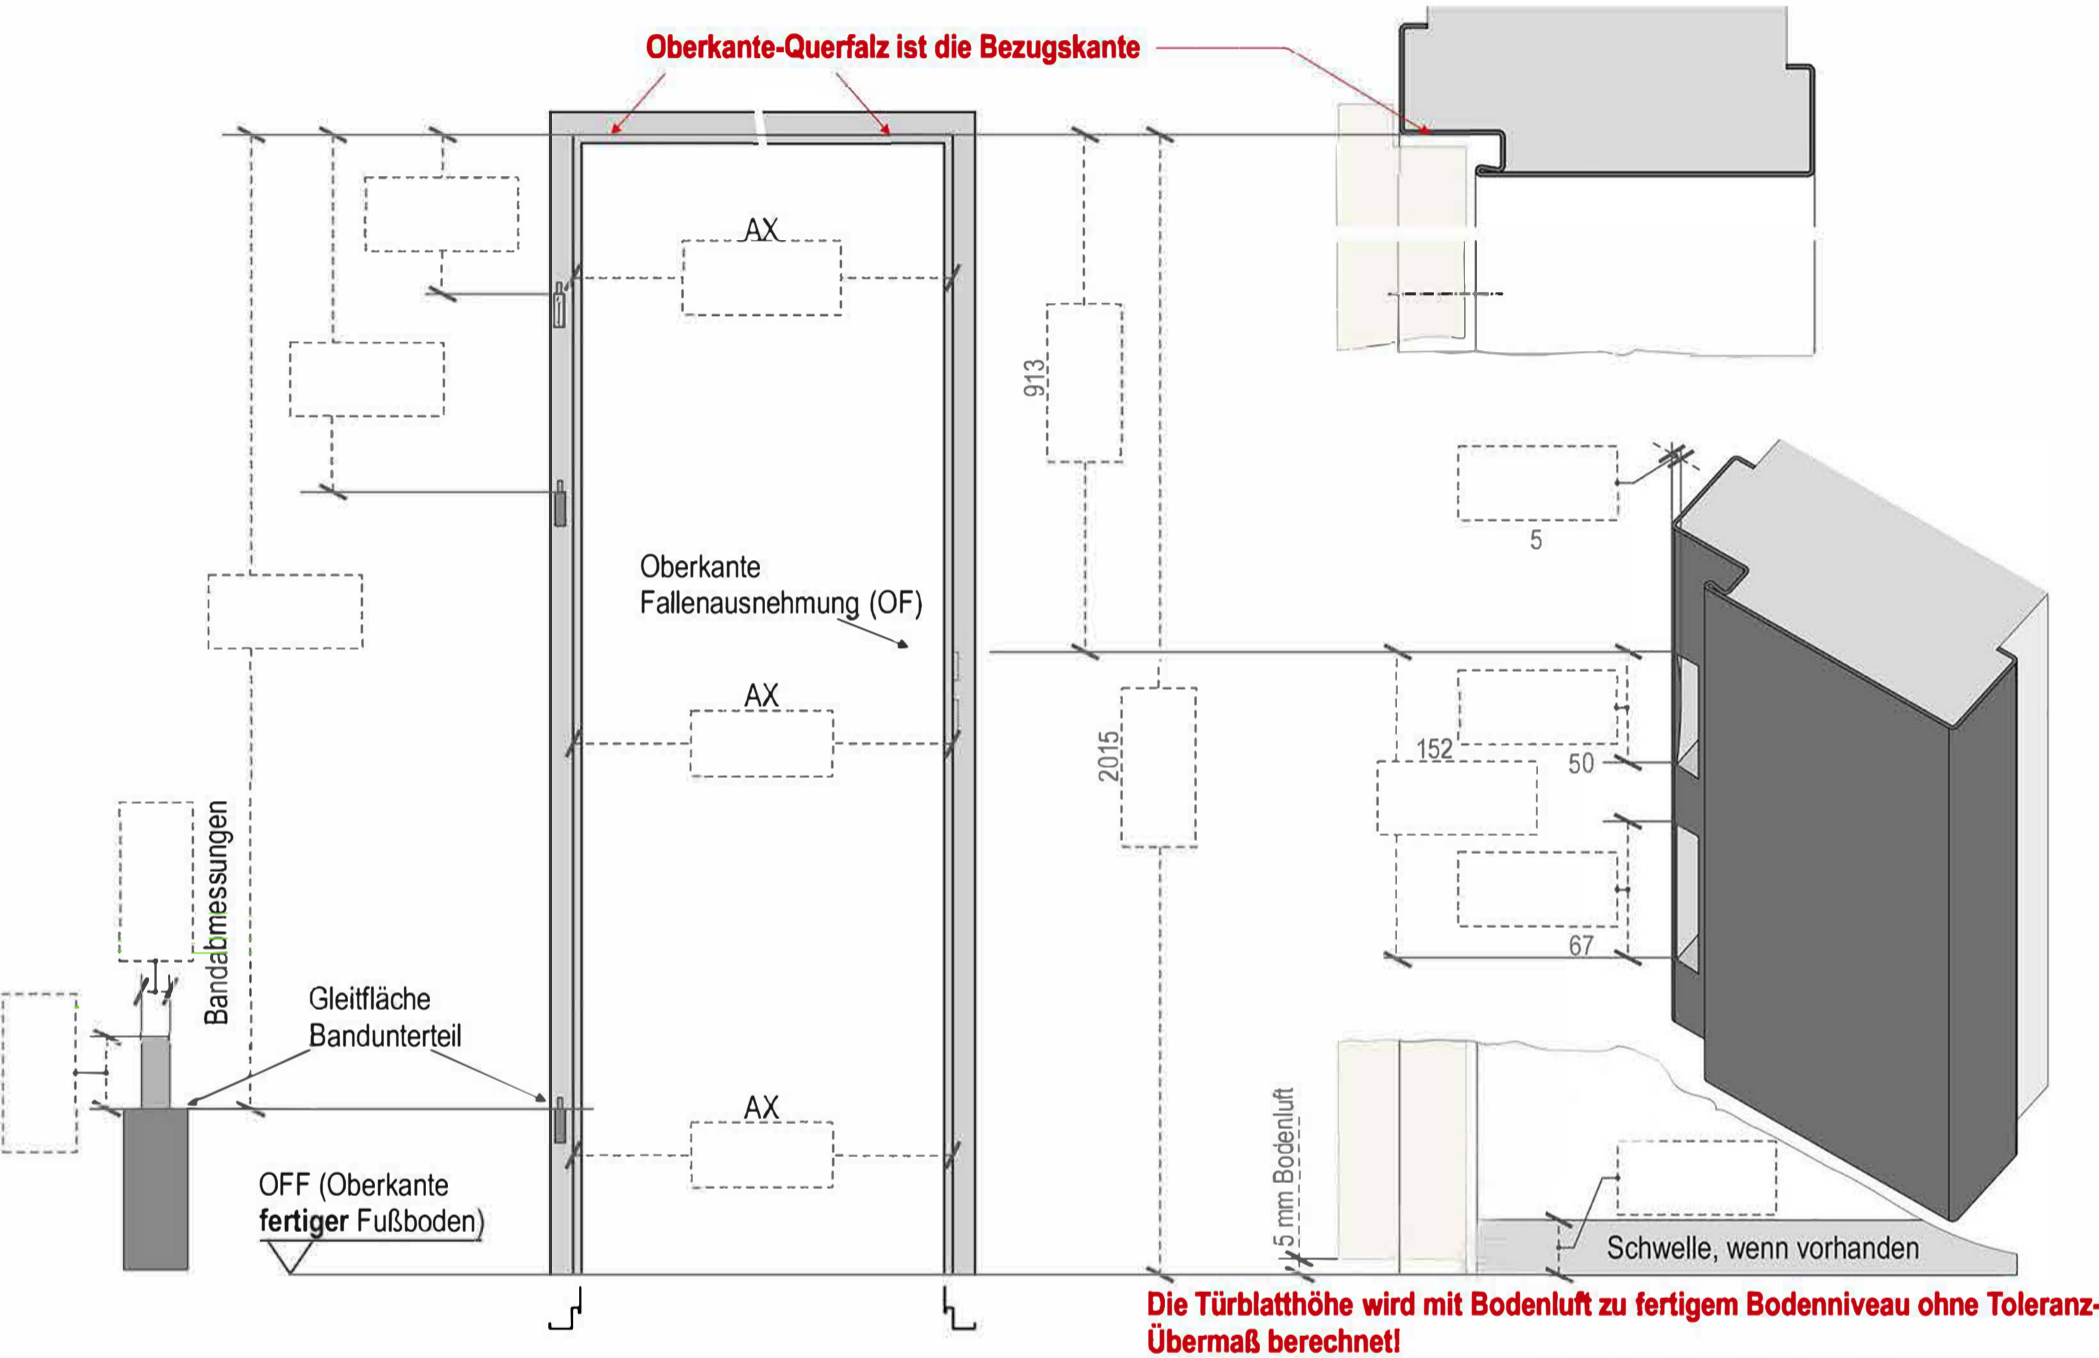 Oberkante-Querfalz ist die Bezugskante
AX
913
5
Oberkante
Fallenausnehmung (OF)
AX
2015
152
50
67
Bandabmessungen
Gleitfläche
Bandunterteil
AX
5 mm Bodenluft
OFF (Oberkante
fertiger Fußboden)
Schwelle, wenn vorhanden
Die Türblatthöhe wird mit Bodenluft zu fertigem Bodenniveau ohne Toleranz-
Übermaß berechnet!